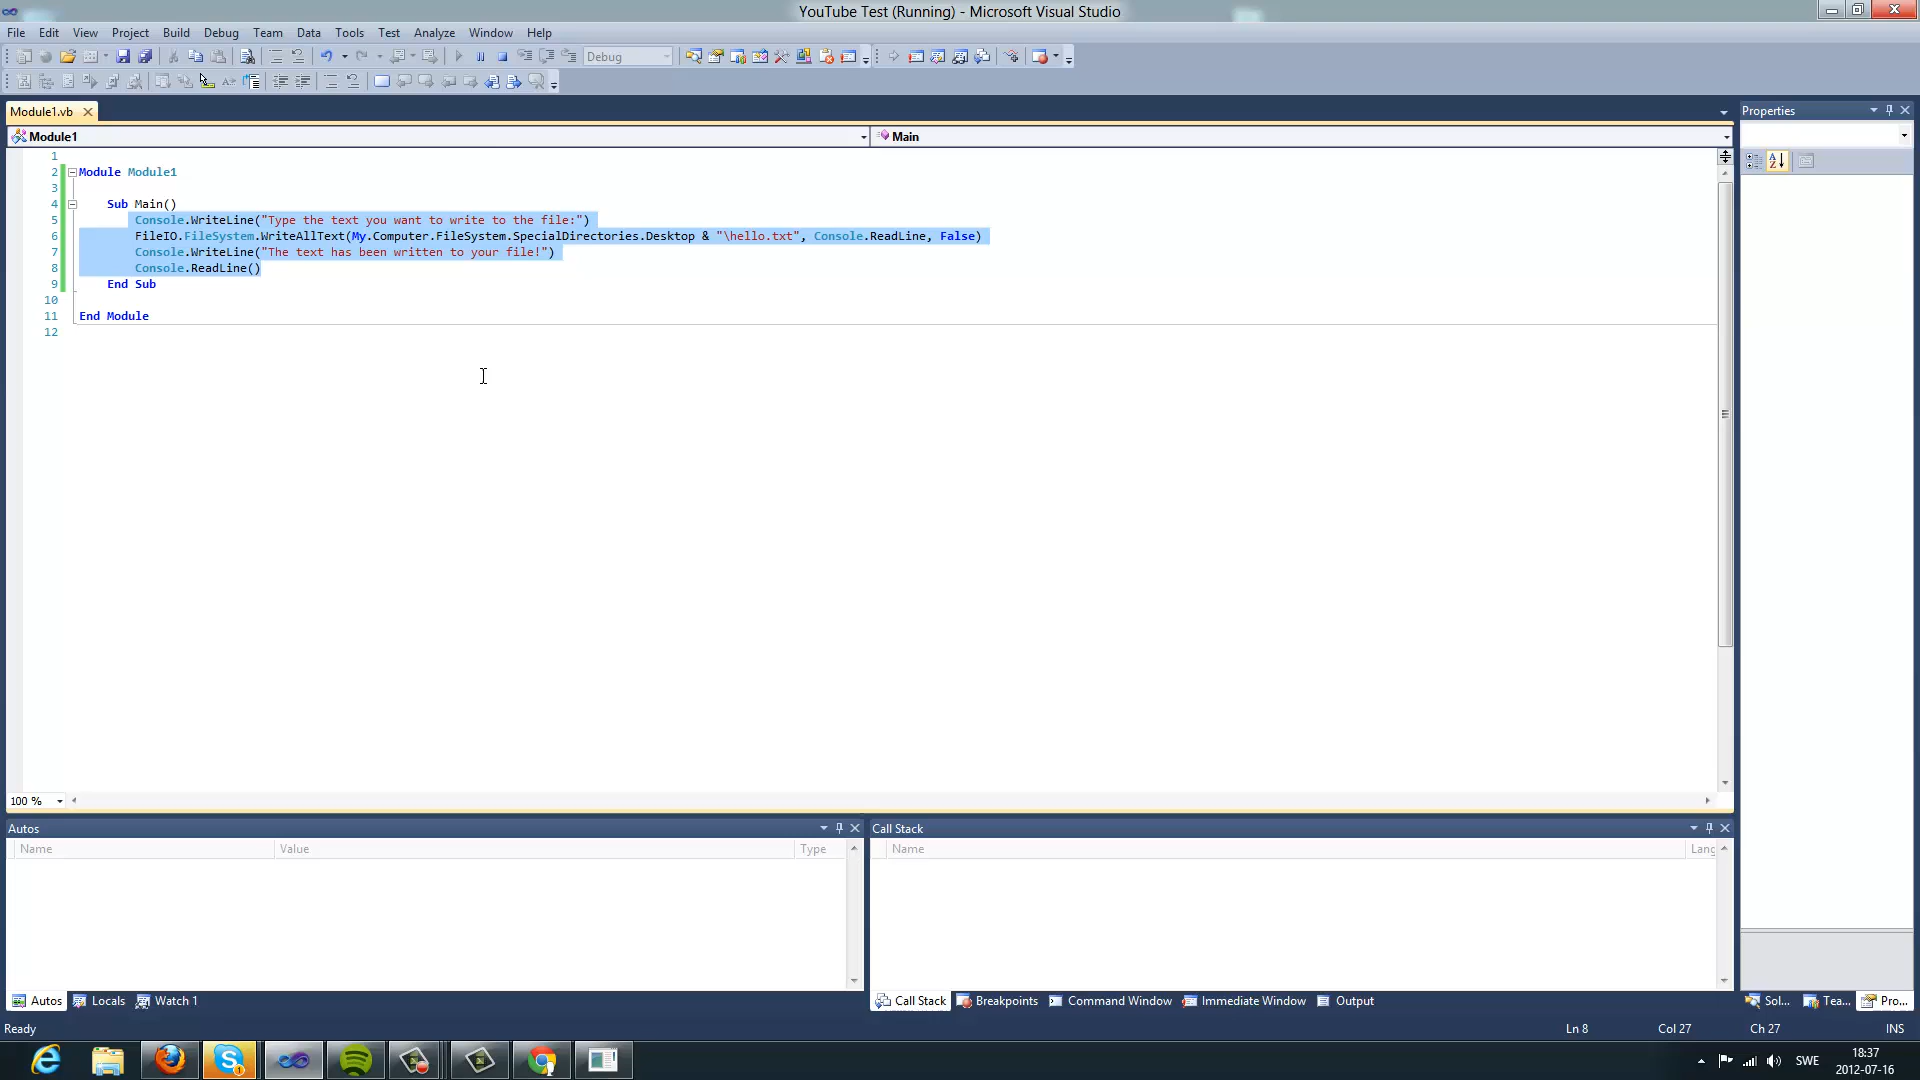 YouTube Test (Running) - Microsoft Visual Studio
File Edit View Project Build Debug Team Data Tools Test Analyze Window Help
Debug
Module1.vb
Properties
Module1
Main
1
2 Module Module1
3
4 Sub Main()
5 Console.WriteLine("Type the text you want to write to the file:")
6 FileIO.FileSystem.WriteAllText(My.Computer.FileSystem.SpecialDirectories.Desktop & "\hello.txt", Console.ReadLine, False)
7 Console.WriteLine("The text has been written to your file!")
8 Console.ReadLine()
9 End Sub
10
11 End Module
12
100 %
Autos
Call Stack
Name Value Type
Name Lang
Autos Locals Watch 1
Call Stack Breakpoints Command Window Immediate Window Output
Sol... Tea... Pro...
Ready
Ln 8 Col 27 Ch 27 INS
SWE
18:37
2012-07-16